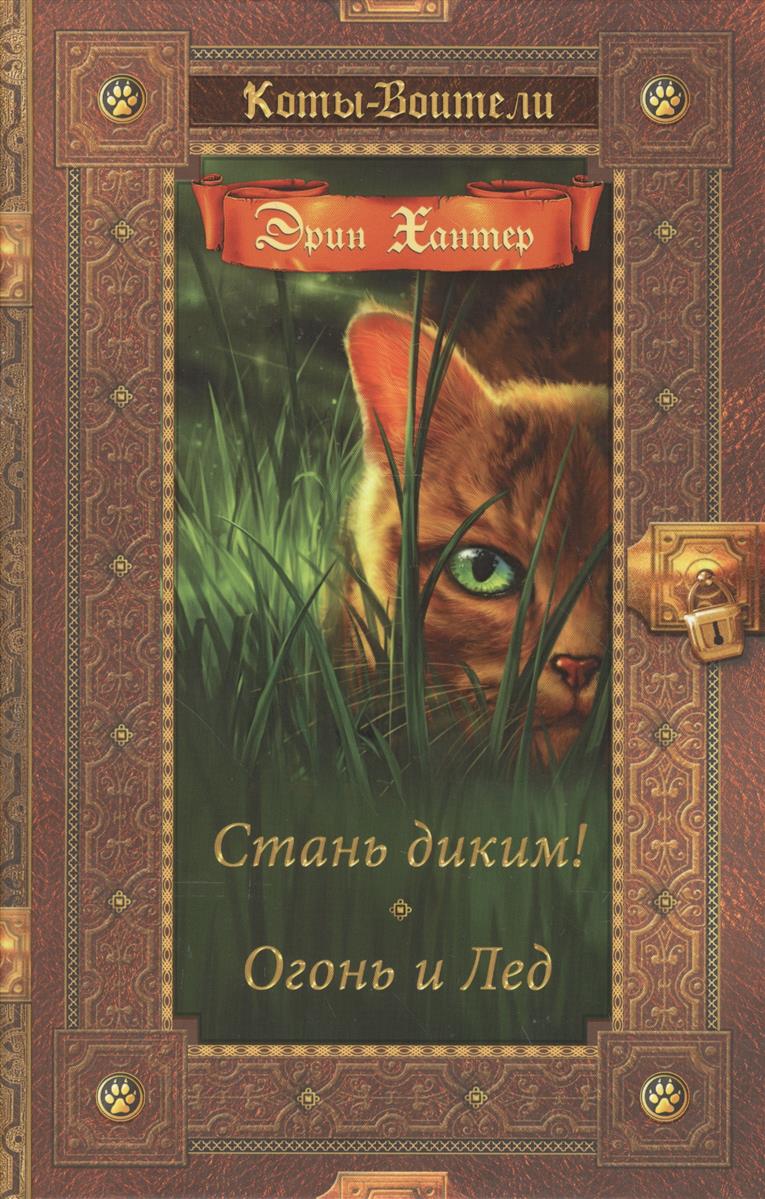 Коты-Воители
Эрин Хантер
Стань диким!
Огонь и Лед